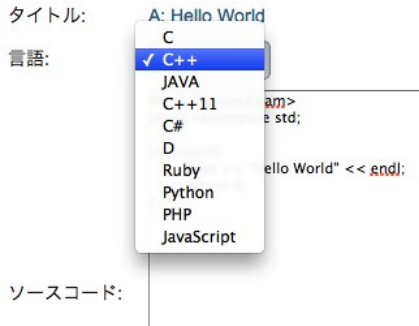 タイトル: A: Hello World
言語:
C
✓ C++
JAVA
C++11
C#
D
Ruby
Python
PHP
JavaScript
am>
std;
ello World" << endl;
ソースコード: